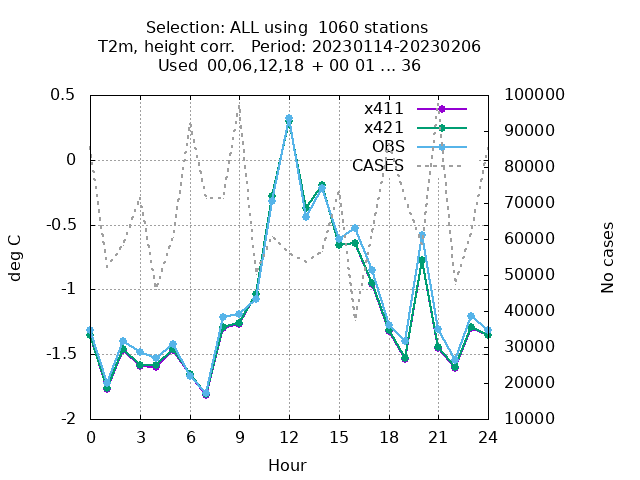 Selection: ALL using 1060 stations
T2m, height corr. Period: 20230114-20230206
Used 00,06,12,18 + 00 01 ... 36
0.5
0
-0.5
-1
-1.5
-2
deg C
100000
90000
80000
70000
60000
50000
40000
30000
20000
10000
No cases
x411
x421
OBS
CASES
0 3 6 9 12 15 18 21 24
Hour